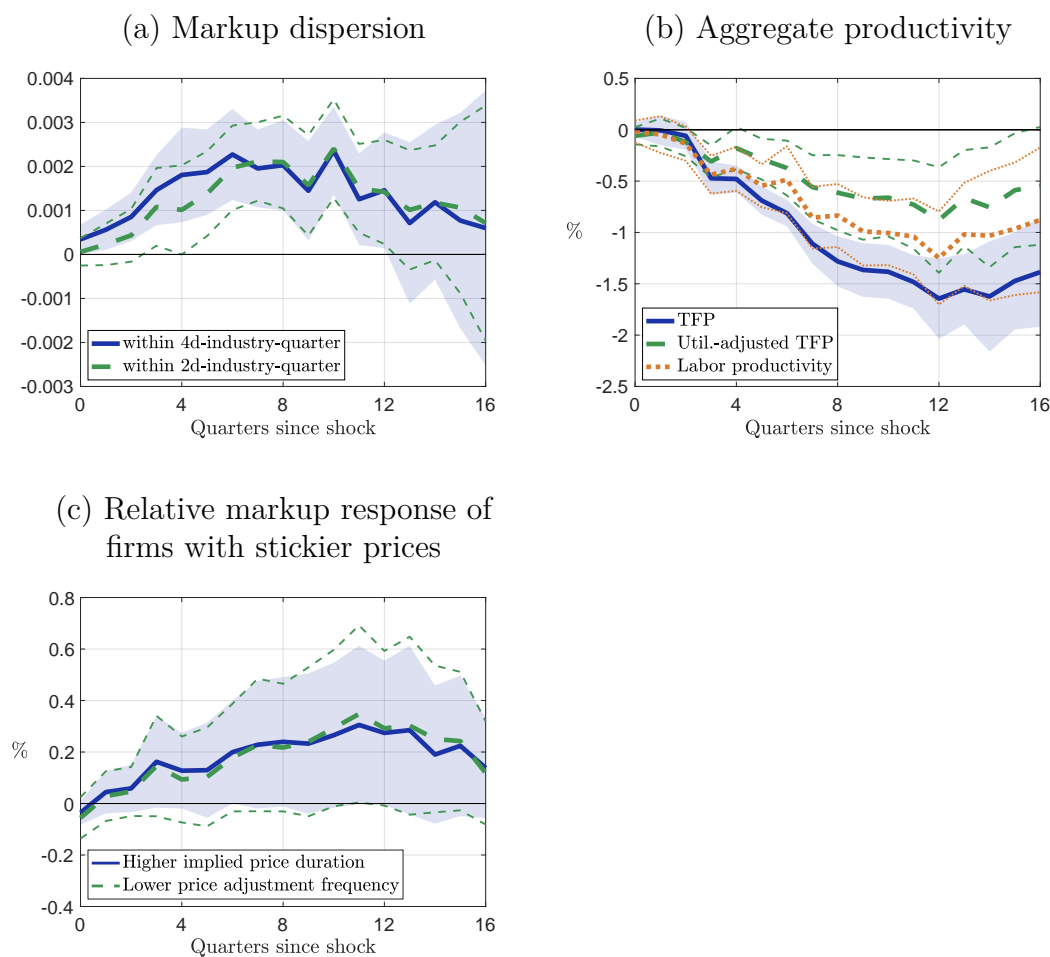 (a) Markup dispersion
0.004
0.003
0.002
0.001
0
-0.001
-0.002
-0.003
within 4d-industry-quarter
within 2d-industry-quarter
0 4 8 12 16
Quarters since shock
(b) Aggregate productivity
0.5
0
-0.5
-1
-1.5
-2
-2.5
%
TFP
Util.-adjusted TFP
Labor productivity
0 4 8 12 16
Quarters since shock
(c) Relative markup response of
firms with stickier prices
0.8
0.6
0.4
0.2
0
-0.2
-0.4
%
Higher implied price duration
Lower price adjustment frequency
0 4 8 12 16
Quarters since shock